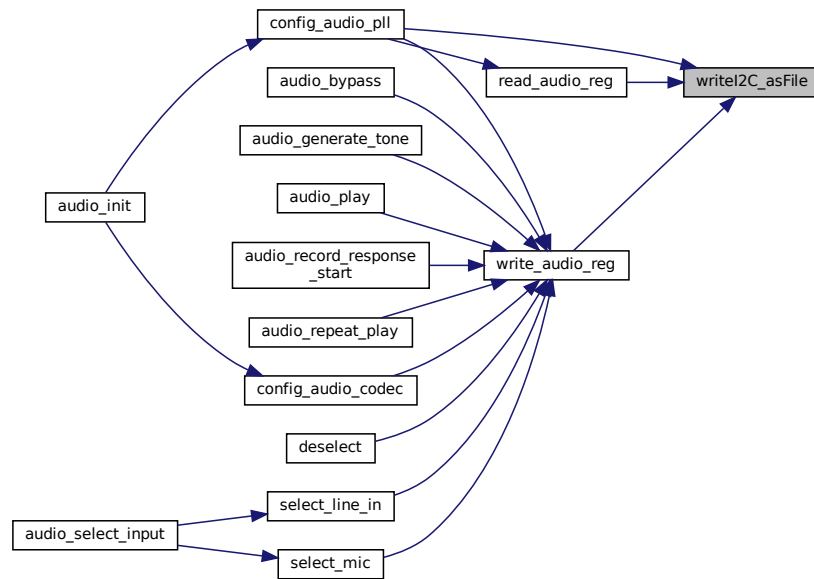 config_audio_pll
audio_bypass
read_audio_reg
writeI2C_asFile
audio_generate_tone
audio_play
audio_init
audio_record_response
_start
write_audio_reg
audio_repeat_play
config_audio_codec
deselect
select_line_in
audio_select_input
select_mic